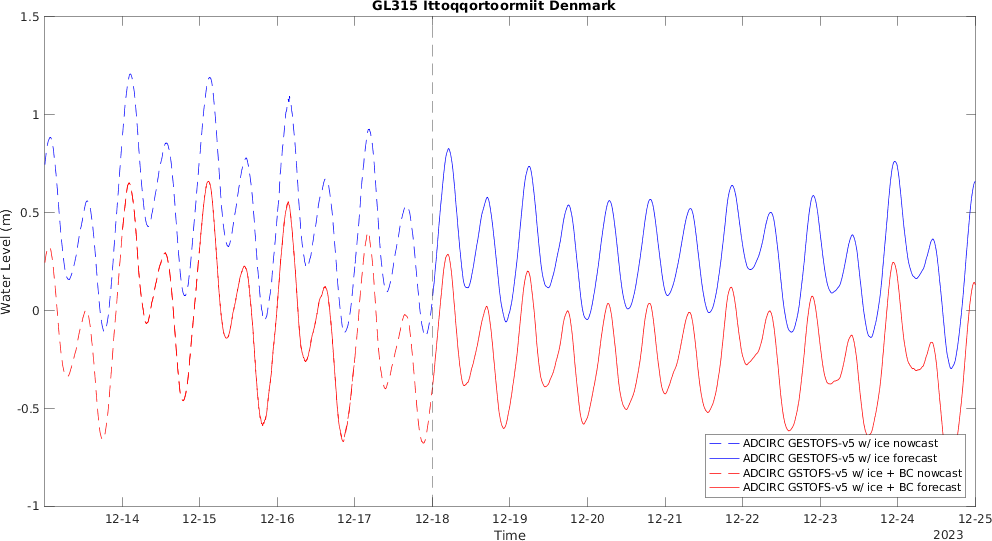 GL315 Ittoqqortoormiit Denmark
1.5
1
0.5
0
-0.5
-1
Water Level (m)
12-14 12-15 12-16 12-17 12-18 12-19 12-20 12-21 12-22 12-23 12-24 12-25
Time
2023
ADCIRC GESTOFS-v5 w/ ice nowcast
ADCIRC GESTOFS-v5 w/ ice forecast
ADCIRC GSTOFS-v5 w/ ice + BC nowcast
ADCIRC GSTOFS-v5 w/ ice + BC forecast